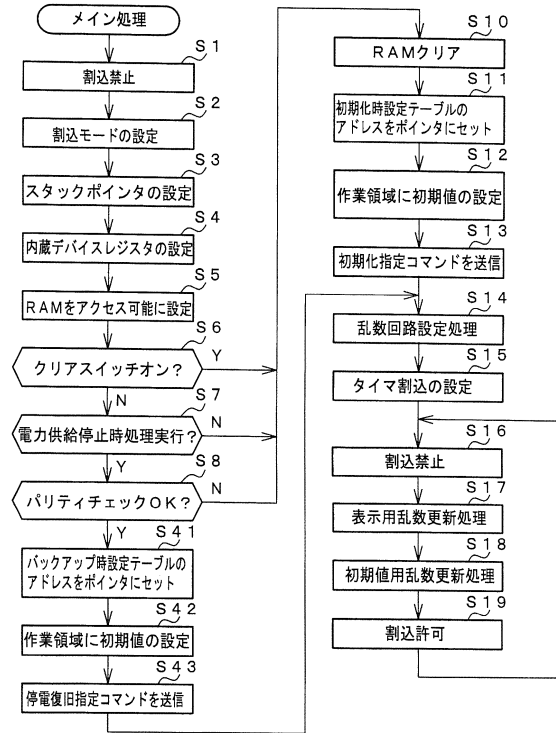 メイン処理
S1
割込禁止
S2
割込モードの設定
S3
スタックポインタの設定
S4
内蔵デバイスレジスタの設定
S5
RAMをアクセス可能に設定
S6
クリアスイッチオン?
Y
N
S7
電力供給停止時処理実行?
N
Y
S8
パリティチェックOK?
N
Y
S41
バックアップ時設定テーブルの
アドレスをポインタにセット
S42
作業領域に初期値の設定
S43
停電復旧指定コマンドを送信
S10
RAMクリア
S11
初期化時設定テーブルの
アドレスをポインタにセット
S12
作業領域に初期値の設定
S13
初期化指定コマンドを送信
S14
乱数回路設定処理
S15
タイマ割込の設定
S16
割込禁止
S17
表示用乱数更新処理
S18
初期値用乱数更新処理
S19
割込許可